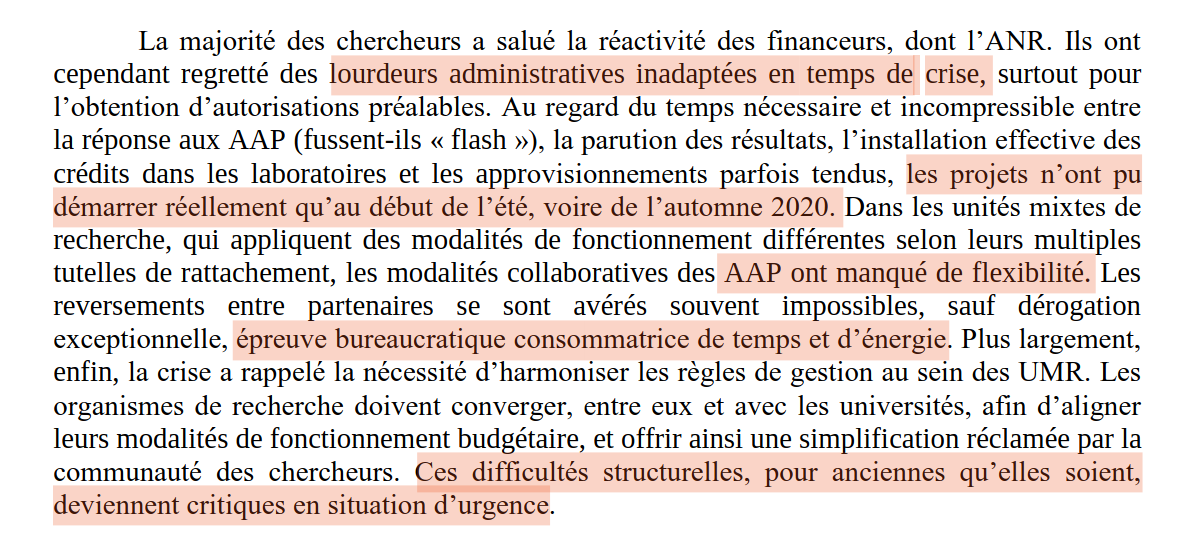 La majorité des chercheurs a salué la réactivité des financeurs, dont l’ANR. Ils ont
cependant regretté des lourdeurs administratives inadaptées en temps de crise, surtout pour
l’obtention d’autorisations préalables. Au regard du temps nécessaire et incompressible entre
la réponse aux AAP (fussent-ils « flash »), la parution des résultats, l’installation effective des
crédits dans les laboratoires et les approvisionnements parfois tendus, les projets n’ont pu
démarrer réellement qu’au début de l’été, voire de l’automne 2020. Dans les unités mixtes de
recherche, qui appliquent des modalités de fonctionnement différentes selon leurs multiples
tutelles de rattachement, les modalités collaboratives des AAP ont manqué de flexibilité. Les
reversements entre partenaires se sont avérés souvent impossibles, sauf dérogation
exceptionnelle, épreuve bureaucratique consommatrice de temps et d’énergie. Plus largement,
enfin, la crise a rappelé la nécessité d’harmoniser les règles de gestion au sein des UMR. Les
organismes de recherche doivent converger, entre eux et avec les universités, afin d’aligner
leurs modalités de fonctionnement budgétaire, et offrir ainsi une simplification réclamée par la
communauté des chercheurs. Ces difficultés structurelles, pour anciennes qu’elles soient,
deviennent critiques en situation d’urgence.